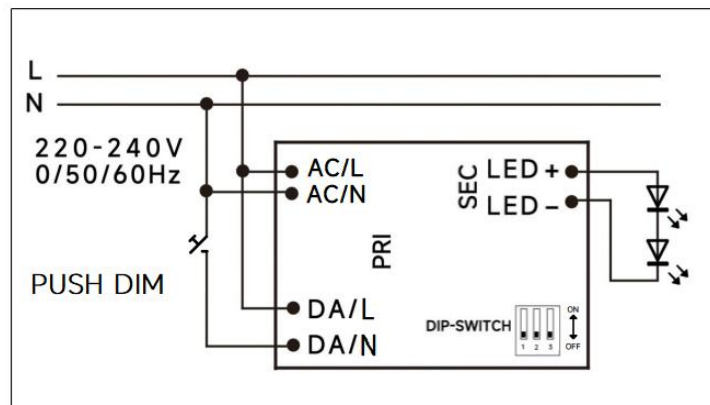 L
N
220-240V
0/50/60Hz
AC/L
AC/N
SEC
LED +
LED -
PRI
PUSH DIM
DA/L
DA/N
DIP-SWITCH
ON
OFF
1 2 3